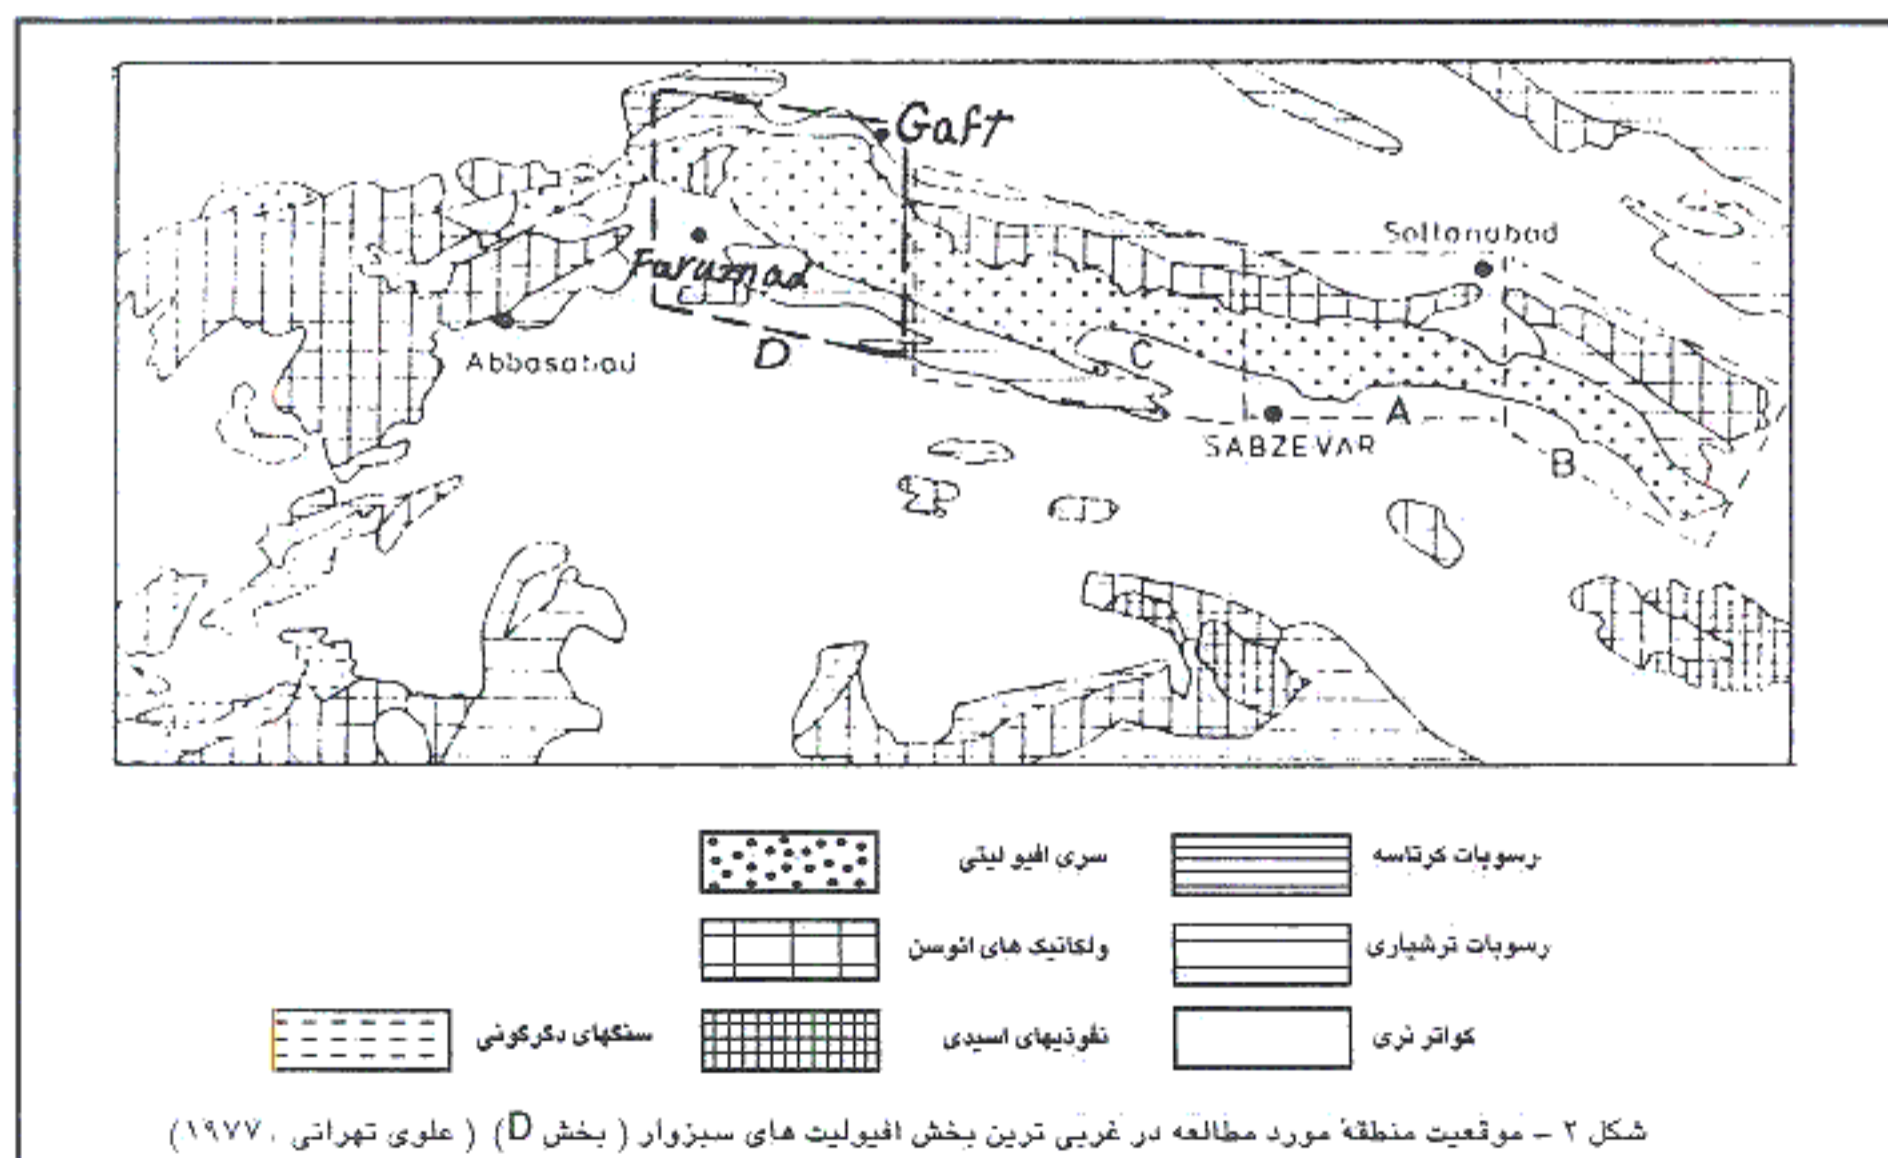 Gaft
Soltanabad
Faruznad
Abbasabad
D
C
A
SABZEVAR
B
رسوبات کرتاسه
سری افیولیتی
رسوبات ترشیاری
ولکانیک های ائوسن
کواترنری
نفوذیهای اسیدی
سنگهای دگرگونی
شکل ۲ – موقعیت منطقهٔ مورد مطالعه در غربی ترین بخش افیولیت های سبزوار ( بخش D) ( علوی تهرانی ، ۱۹۷۷)